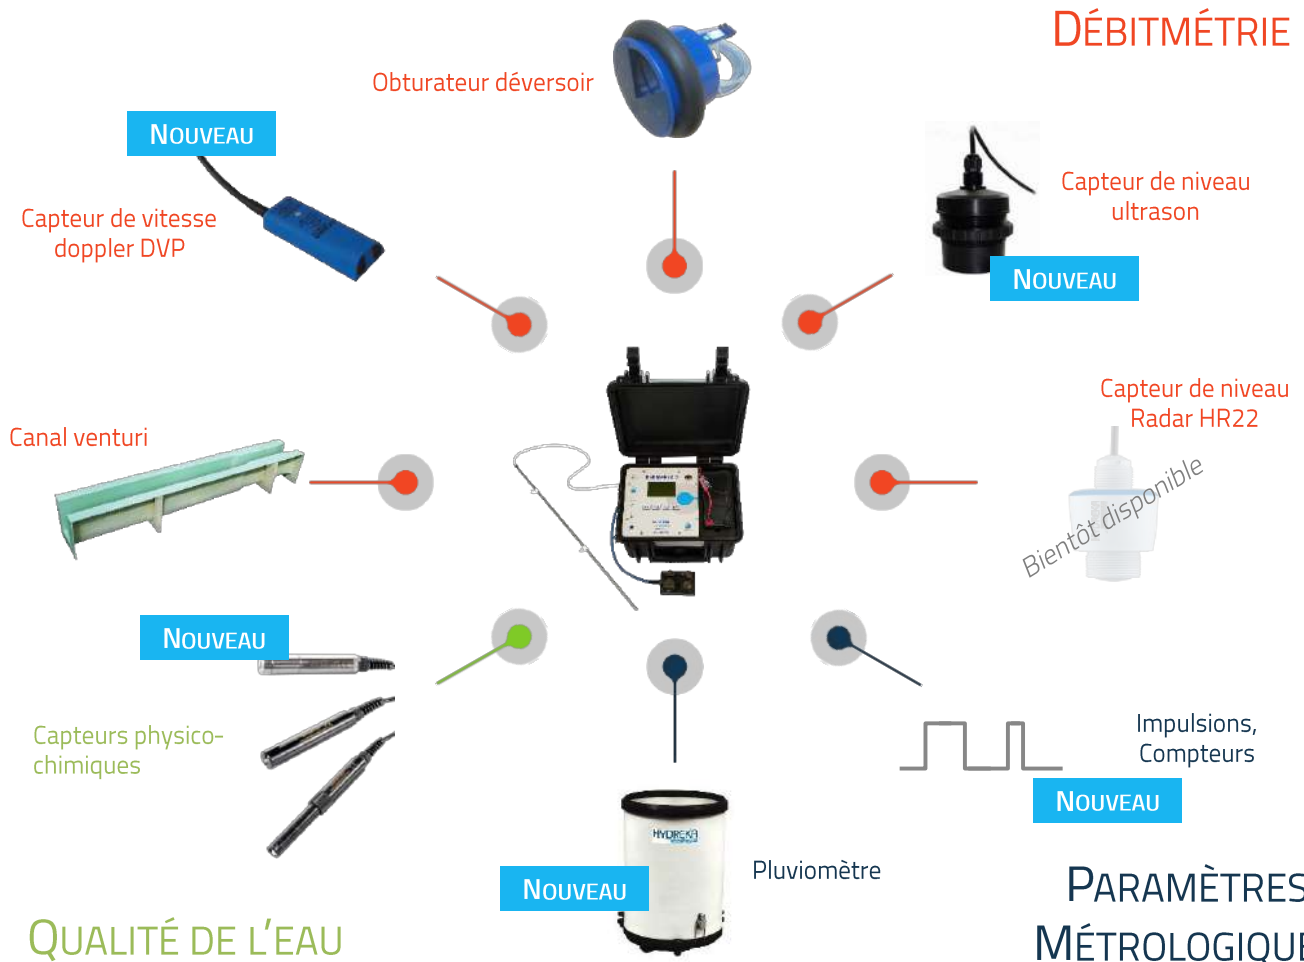 DÉBITMÉTRIE
Obturateur déversoir
NOUVEAU
Capteur de vitesse
doppler DVP
Capteur de niveau
ultrason
NOUVEAU
Capteur de niveau
Radar HR22
Bientôt disponible
Canal venturi
NOUVEAU
Capteurs physico-
chimiques
Impulsions,
Compteurs
NOUVEAU
HYDREKA
NOUVEAU
Pluviomètre
PARAMÈTRES
MÉTROLOGIQUE
QUALITÉ DE L'EAU